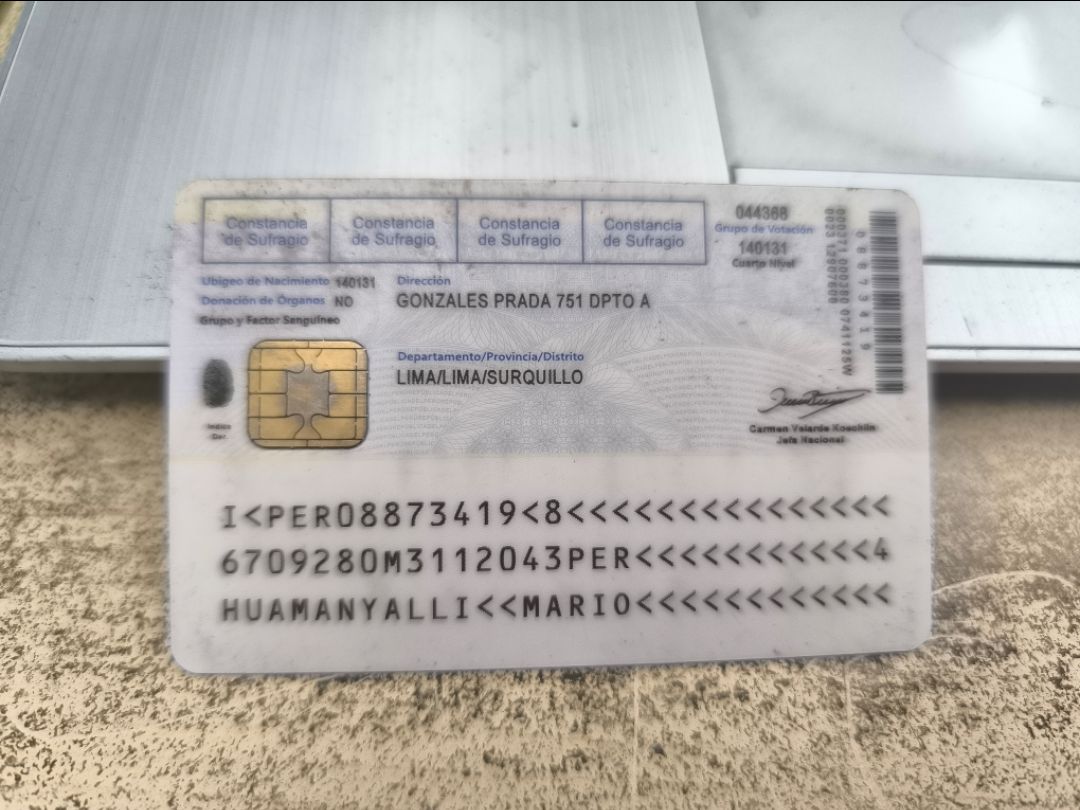 Constancia de Sufragio
Constancia de Sufragio
Constancia de Sufragio
Constancia de Sufragio
044368
Grupo de Votación
140131
Cuarto Nivel
Ubigeo de Nacimiento 140131
Donación de Órganos NO
Grupo y Factor Sanguíneo
Dirección
GONZALES PRADA 751 DPTO A
Departamento/Provincia/Distrito
LIMA/LIMA/SURQUILLO
Indice
Der.
Carmen Velarde Koechlin
Jefa Nacional
I<PER08873419<8<<<<<<<<<<<<<<<
6709280M3112043PER<<<<<<<<<<<4
HUAMANYALLI<<MARIO<<<<<<<<<<<<